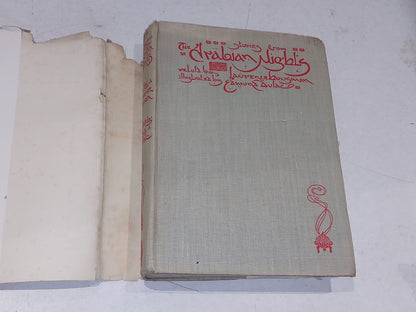 Stories from
The Arabian Nights
retold by Laurence Housman
illustrated by Edmund Dulac